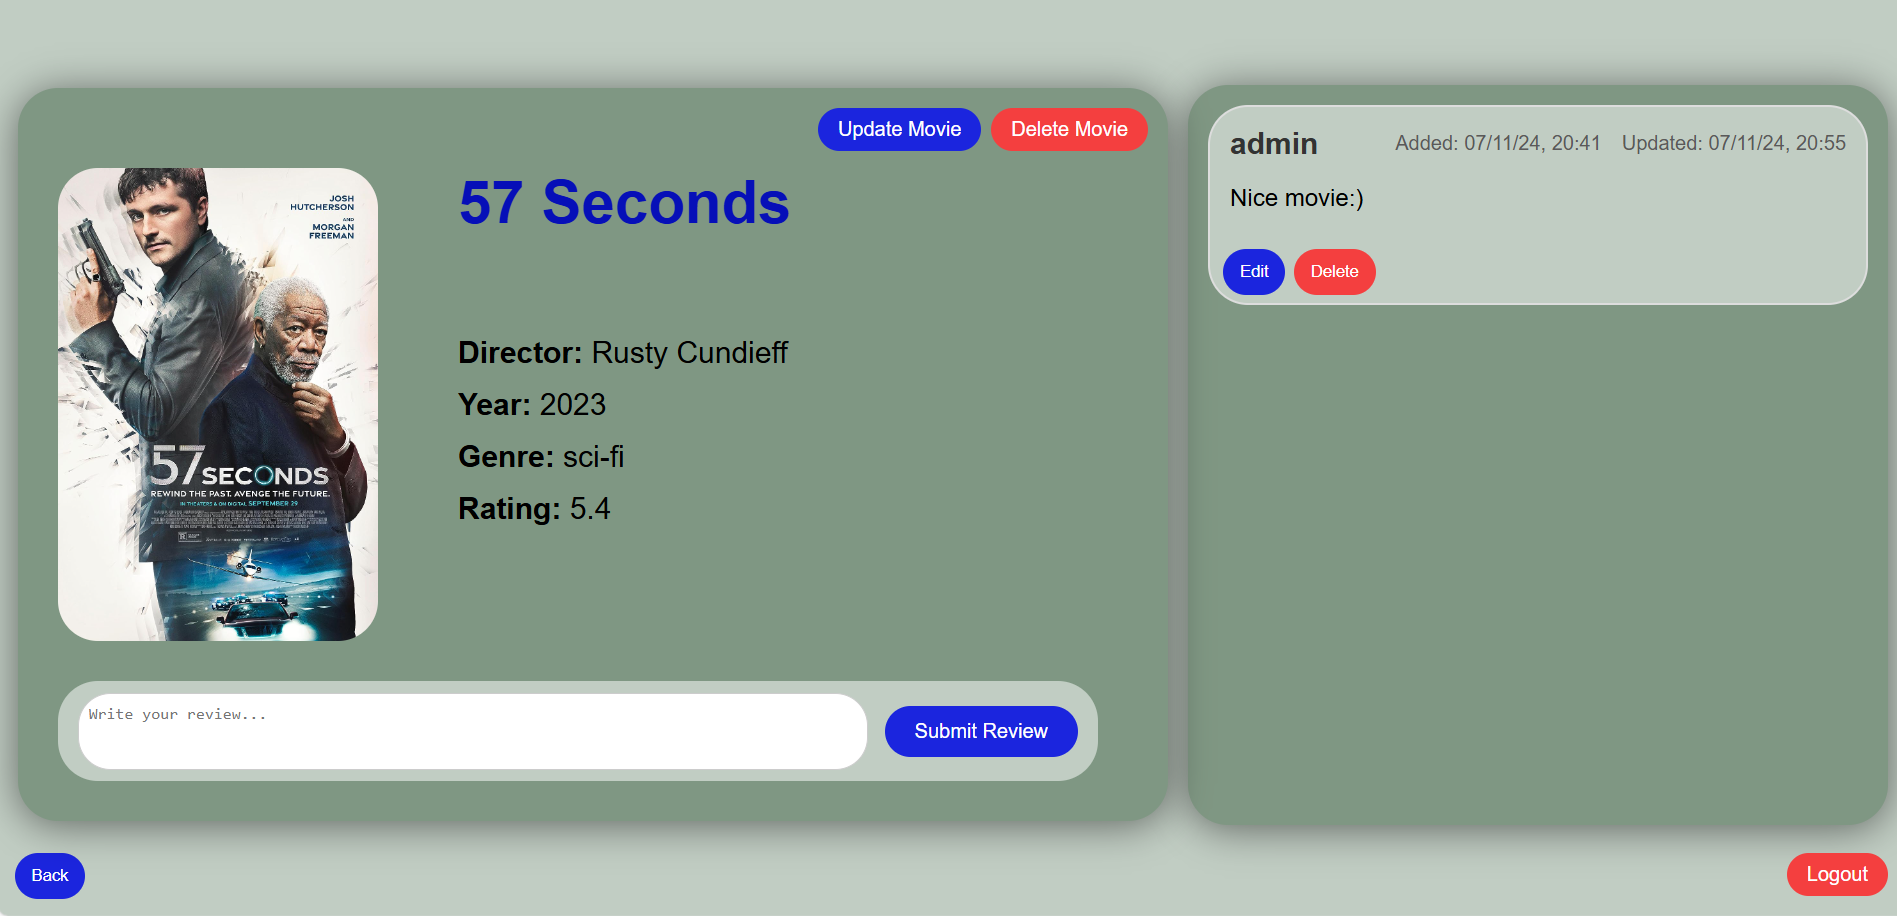 Update Movie
Delete Movie
57 Seconds
JOSH
HUTCHERSON
AND
MORGAN
FREEMAN
57 SECONDS
REWIND THE PAST. AVENGE THE FUTURE.
IN THEATERS & ON DIGITAL SEPTEMBER 29
R
Director: Rusty Cundieff
Year: 2023
Genre: sci-fi
Rating: 5.4
Write your review...
Submit Review
admin
Added: 07/11/24, 20:41
Updated: 07/11/24, 20:55
Nice movie:)
Edit
Delete
Back
Logout